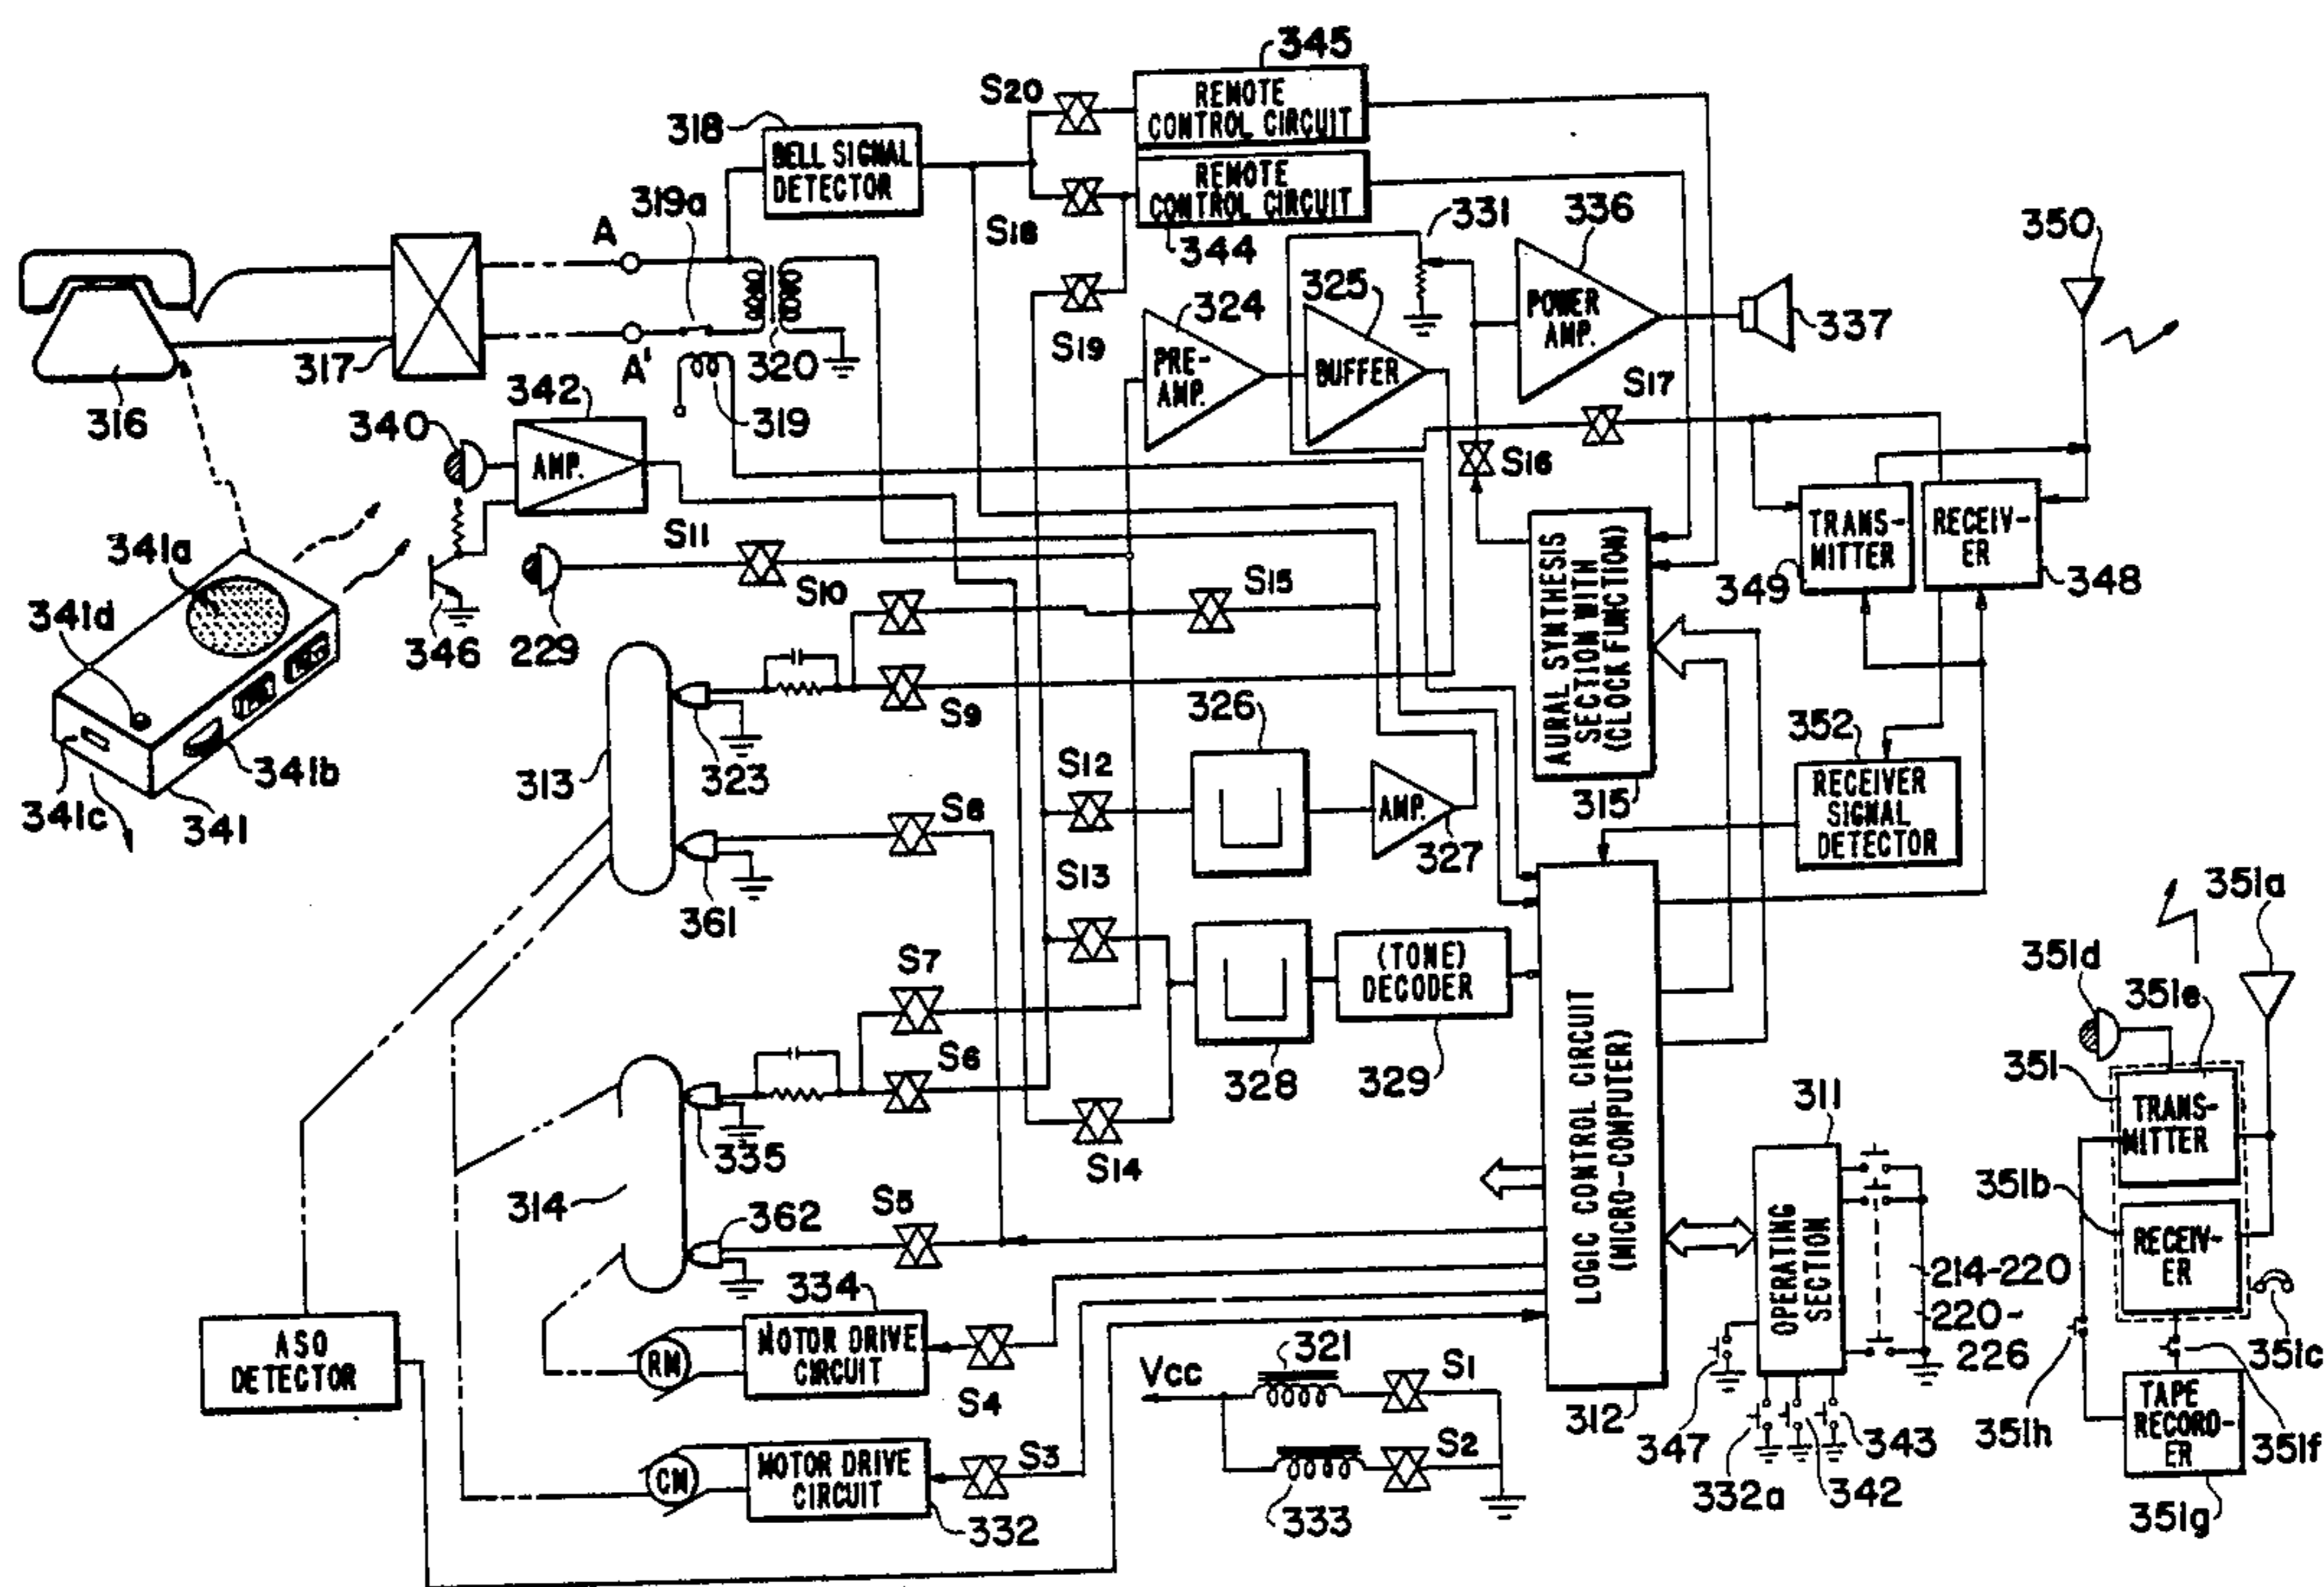 345
S20
REMOTE
CONTROL CIRCUIT
318
BELL SIGNAL
DETECTOR
319a
A
S18
REMOTE
CONTROL CIRCUIT
344
331
336
350
324
325
POWER
AMP.
337
S19
PRE-
AMP.
BUFFER
S17
317
A'
320
319
316
342
340
AMP.
S16
S11
341a
341d
346
229
S10
S15
AURAL SYNTHESIS
SECTION WITH
(CLOCK FUNCTION)
315
TRANS-
MITTER
349
RECEIV-
ER
348
341b
341c
341
313
323
S9
326
S12
AMP.
327
352
RECEIVER
SIGNAL
DETECTOR
S8
361
S13
S7
328
(TONE)
DECODER
329
S6
335
S14
314
S5
362
LOGIC CONTROL CIRCUIT
(MICRO-COMPUTER)
312
311
OPERATING
SECTION
214-220
220-
226
351a
351d
351e
351
TRANS-
MITTER
351b
RECEIV-
ER
351c
351h
TAPE
RECORD-
ER
351f
351g
334
MOTOR DRIVE
CIRCUIT
RM
S4
ASO
DETECTOR
CM
MOTOR DRIVE
CIRCUIT
332
S3
Vcc
321
S1
333
S2
347
332a
342
343